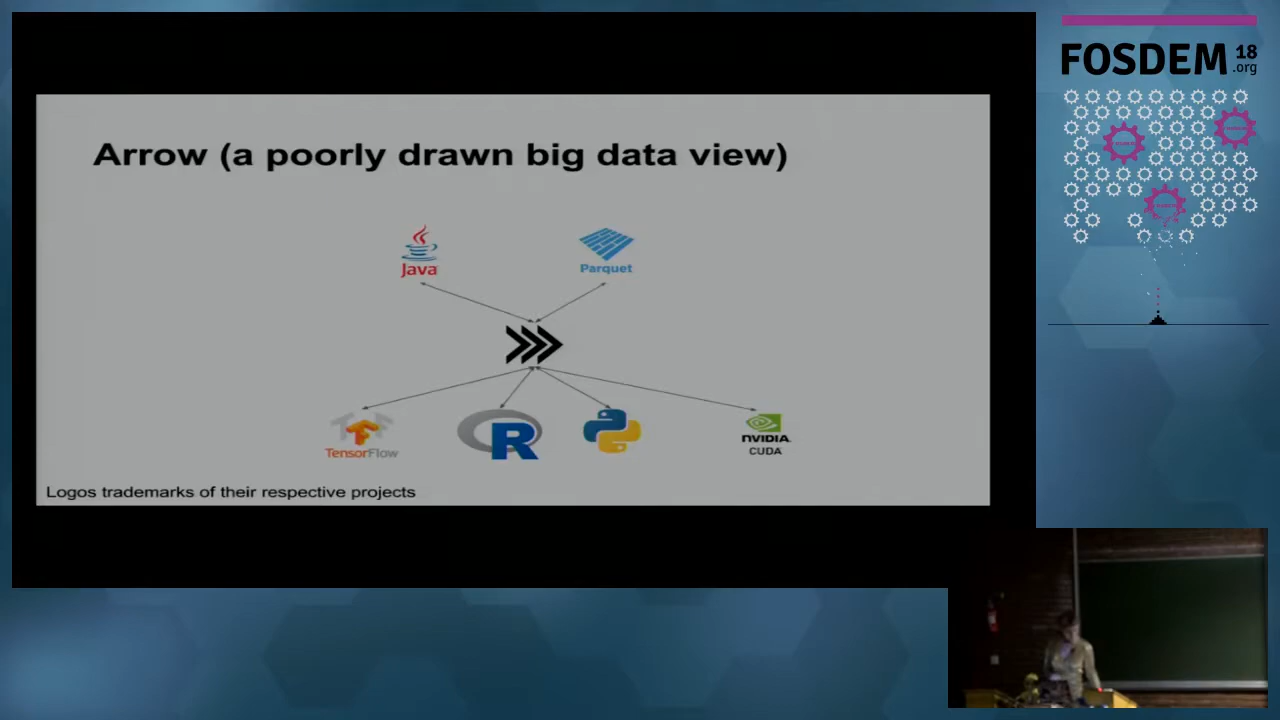 Arrow (a poorly drawn big data view)
Java
Parquet
TensorFlow
R
NVIDIA.
CUDA
Logos trademarks of their respective projects
FOSDEM 18
.org